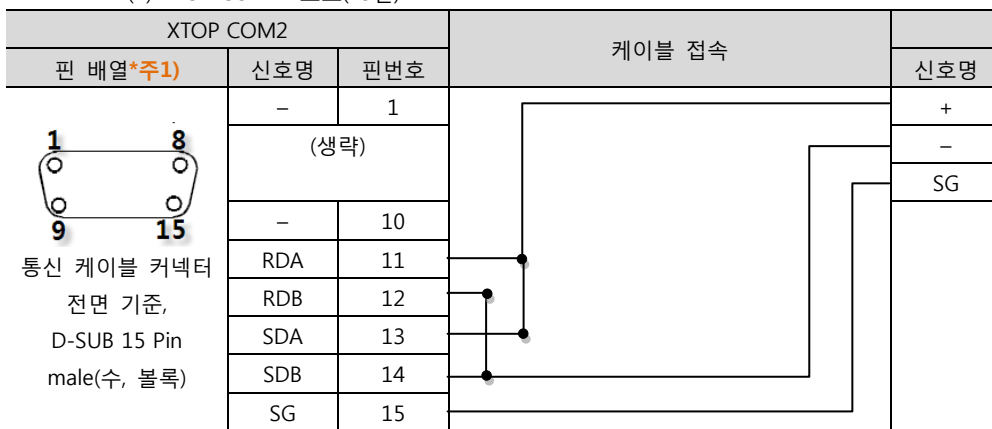 XTOP COM2
케이블 접속
핀 배열*주1)
신호명
핀번호
신호명
–
1
+
(생략)
–
SG
1
8
9
15
통신 케이블 커넥터
전면 기준,
D-SUB 15 Pin
male(수, 볼록)
–
10
RDA
11
RDB
12
SDA
13
SDB
14
SG
15